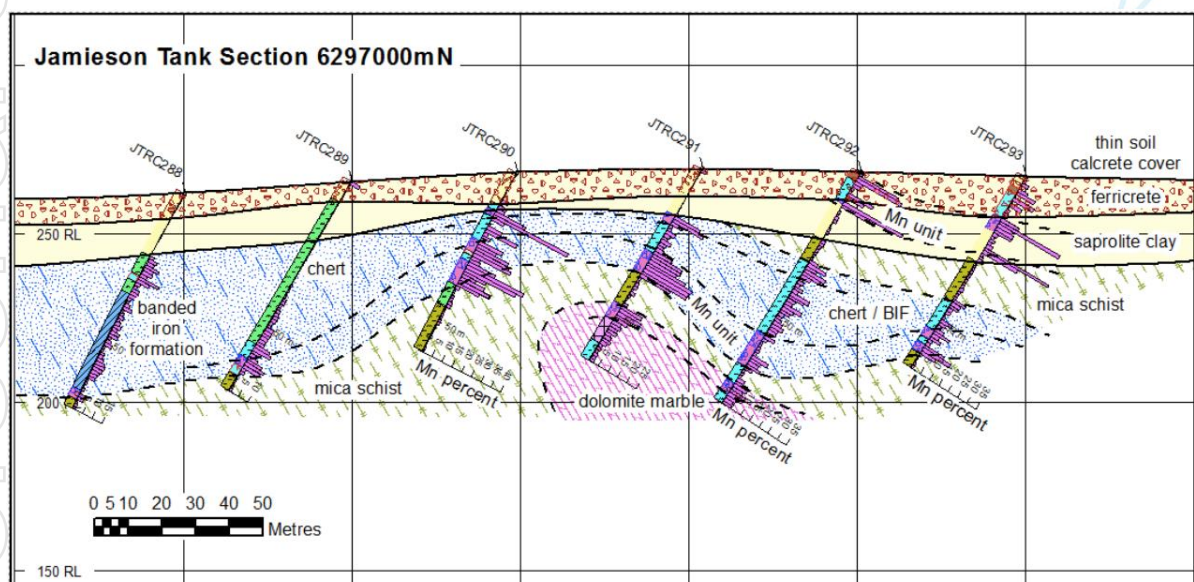 Jamieson Tank Section 6297000mN
JTRC288
JTRC289
JTRC290
JTRC291
JTRC292
JTRC293
thin soil
calcrete cover
ferricrete
Mn unit
saprolite clay
250 RL
chert
mica schist
banded
iron
formation
chert / BIF
Mn unit
50 m
mica schist
Mn percent
dolomite marble
Mn percent
Mn percent
200
0 5 10 20 30 40 50
Metres
150 RL